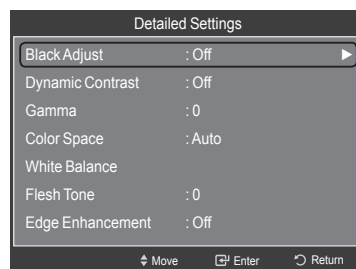 Detailed Settings
Black Adjust : Off
Dynamic Contrast : Off
Gamma : 0
Color Space : Auto
White Balance
Flesh Tone : 0
Edge Enhancement : Off
Move Enter Return